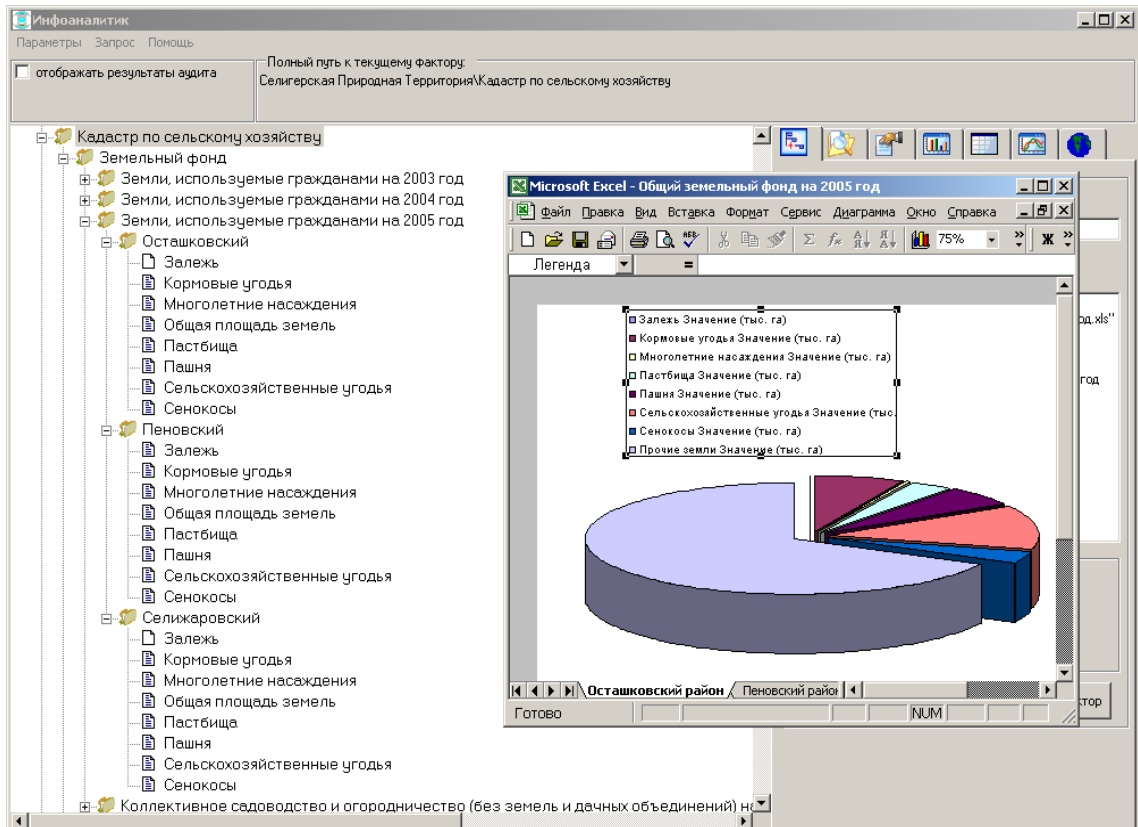 Инфоаналитик
Параметры Запрос Помощь
отображать результаты аудита
Полный путь к текущему фактору:
Селигерская Природная Территория\Кадастр по сельскому хозяйству
Кадастр по сельскому хозяйству
Земельный фонд
Земли, используемые гражданами на 2003 год
Земли, используемые гражданами на 2004 год
Земли, используемые гражданами на 2005 год
Осташковский
Залежь
Кормовые угодья
Многолетние насаждения
Общая площадь земель
Пастбища
Пашня
Сельскохозяйственные угодья
Сенокосы
Пеновский
Залежь
Кормовые угодья
Многолетние насаждения
Общая площадь земель
Пастбища
Пашня
Сельскохозяйственные угодья
Сенокосы
Селижаровский
Залежь
Кормовые угодья
Многолетние насаждения
Общая площадь земель
Пастбища
Пашня
Сельскохозяйственные угодья
Сенокосы
Коллективное садоводство и огородничество (без земель и дачных объединений)
Microsoft Excel - Общий земельный фонд на 2005 год
Файл Правка Вид Вставка Формат Сервис Диаграмма Окно Справка
75% Ж
Легенда =
Залежь Значение (тыс. га)
Кормовые угодья Значение (тыс. га)
Многолетние насаждения Значение (тыс. га)
Пастбища Значение (тыс. га)
Пашня Значение (тыс. га)
Сельскохозяйственные угодья Значение (тыс.
Сенокосы Значение (тыс. га)
Прочие земли Значение (тыс. га)
Осташковский район Пеновский район
Готово NUM
од.xls"
год
тор